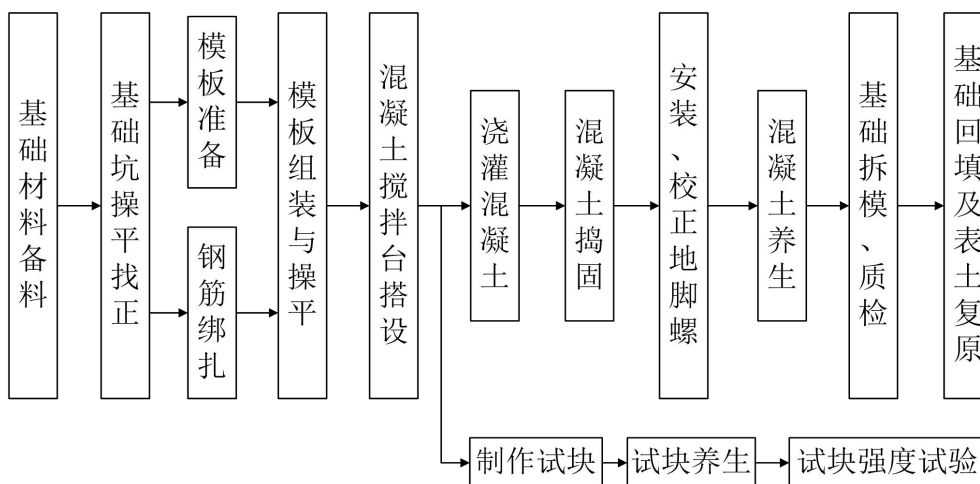 基础材料备料
基础坑操平找正
模板准备
钢筋绑扎
模板组装与操平
混凝土搅拌台搭设
浇灌混凝土
混凝土捣固
安装、校正地脚螺
混凝土养生
基础拆模、质检
基础回填及表土复原
制作试块
试块养生
试块强度试验